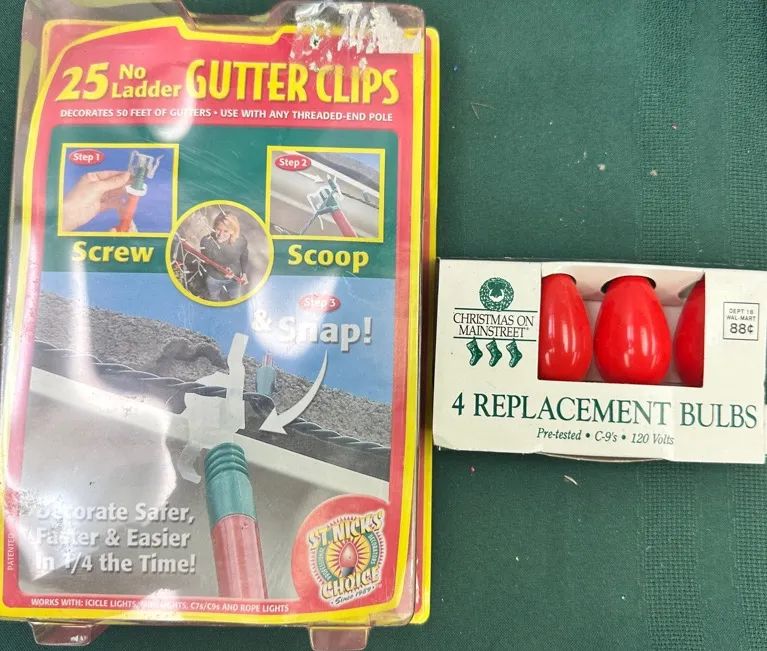 25 No Ladder GUTTER CLIPS
DECORATES 50 FEET OF GUTTERS • USE WITH ANY THREADED-END POLE
Step 1
Step 2
Screw
Scoop
Step 3
& Snap!
Decorate Safer,
Faster & Easier
In 1/4 the Time!
PATENTED
ST. NICK'S
CHOICE
Since 1989
WORKS WITH: ICICLE LIGHTS, LIGHTS, C7s/C9s AND ROPE LIGHTS
CHRISTMAS ON
MAINSTREET
DEPT 18
WAL-MART
88¢
4 REPLACEMENT BULBS
Pre-tested • C-9's • 120 Volts